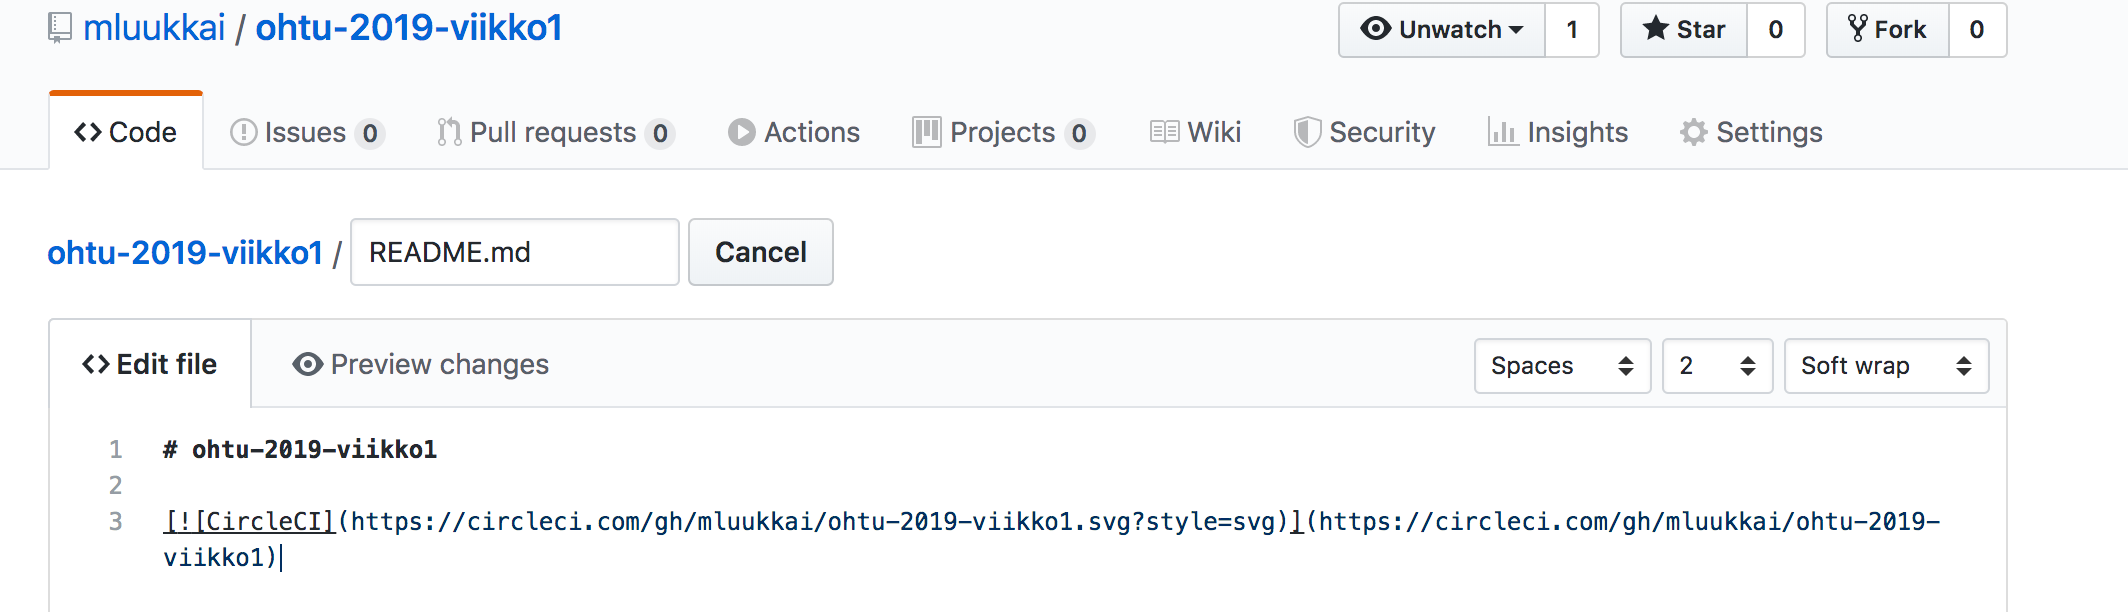 mluukkai / ohtu-2019-viikko1
Unwatch 1 Star 0 Fork 0
Code Issues 0 Pull requests 0 Actions Projects 0 Wiki Security Insights Settings
ohtu-2019-viikko1 / README.md Cancel
Edit file Preview changes Spaces 2 Soft wrap
1 # ohtu-2019-viikko1
2
3 [![CircleCI](https://circleci.com/gh/mluukkai/ohtu-2019-viikko1.svg?style=svg)](https://circleci.com/gh/mluukkai/ohtu-2019-
viikko1)